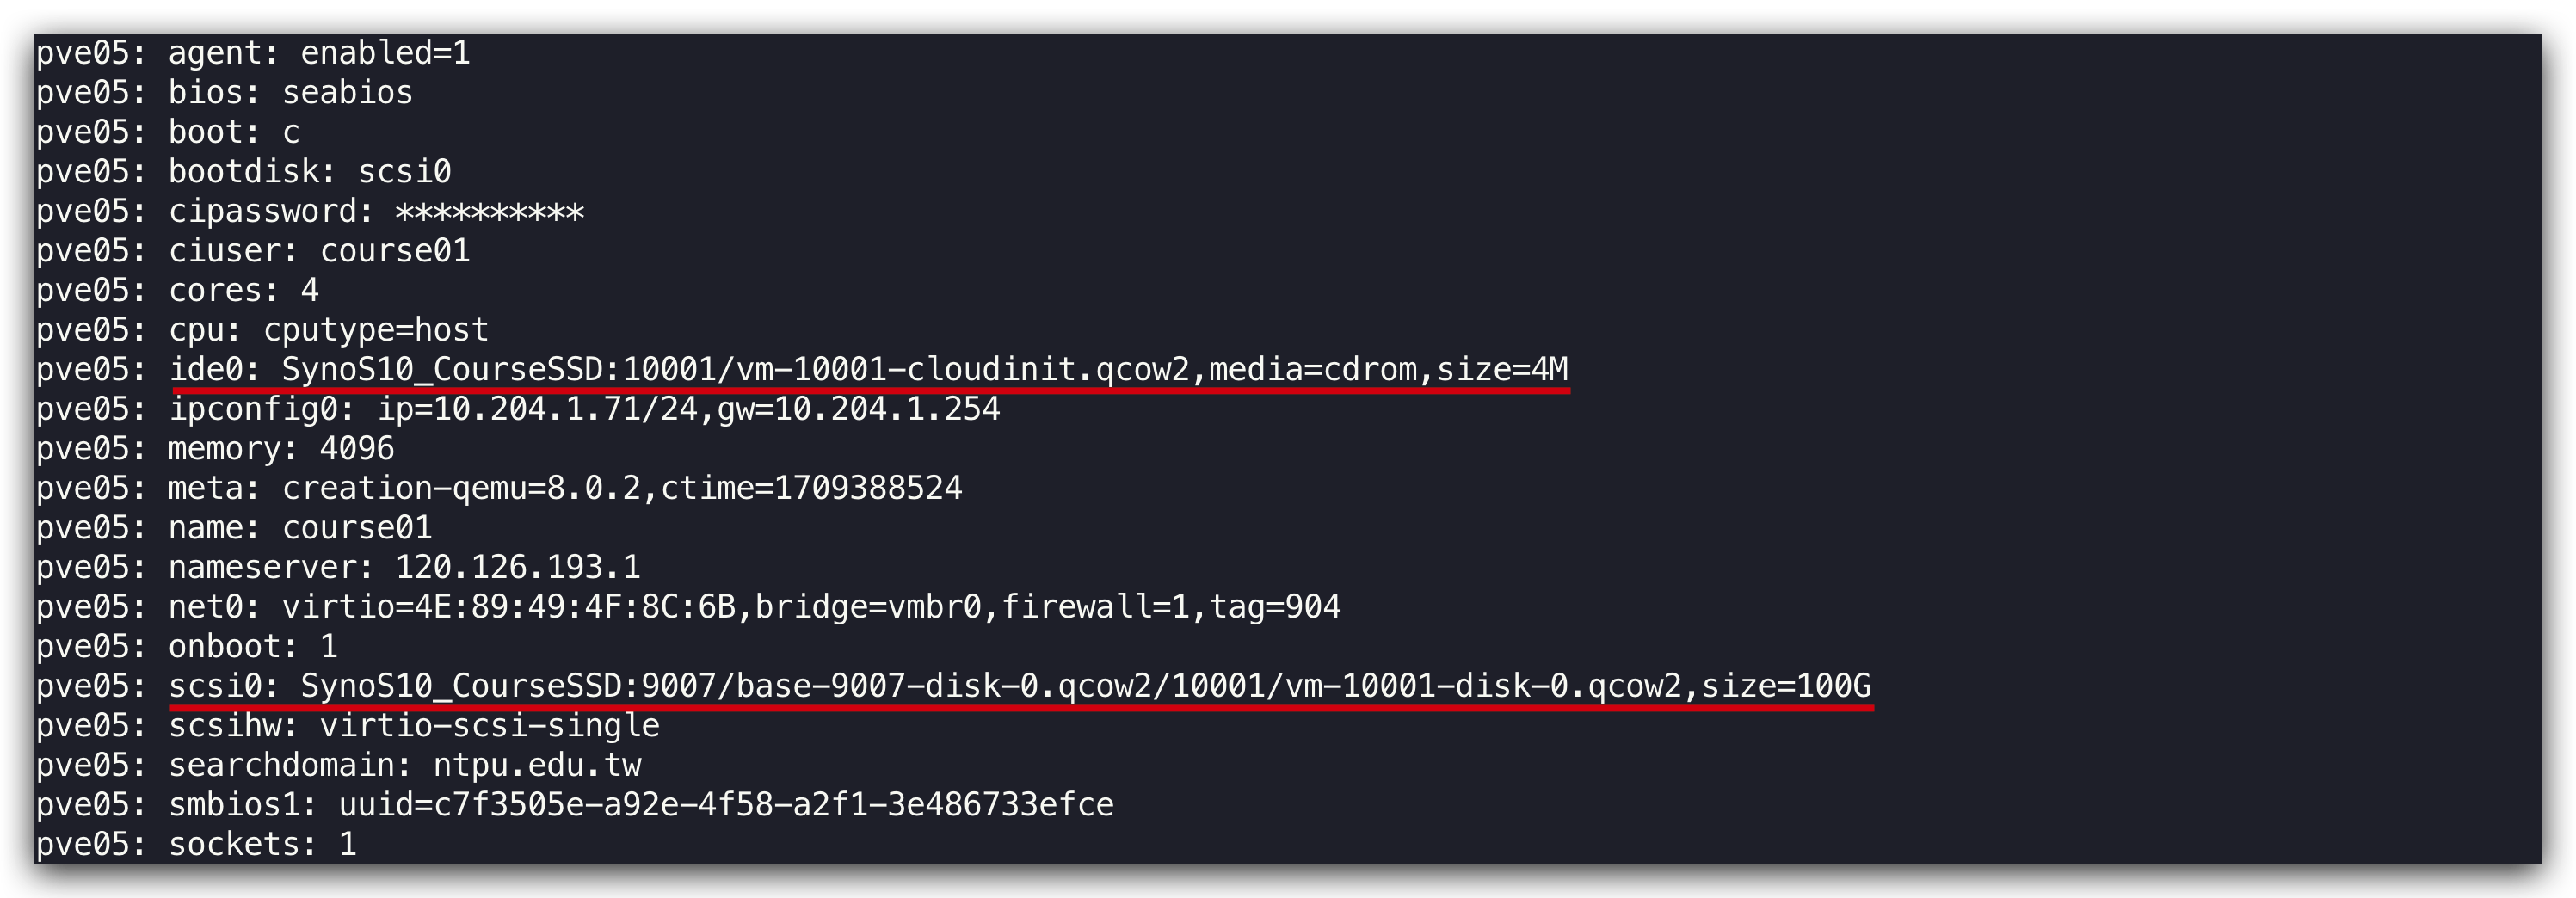 pve05: agent: enabled=1
pve05: bios: seabios
pve05: boot: c
pve05: bootdisk: scsi0
pve05: cipassword: **********
pve05: ciuser: course01
pve05: cores: 4
pve05: cpu: cputype=host
pve05: ide0: SynoS10_CourseSSD:10001/vm-10001-cloudinit.qcow2,media=cdrom,size=4M
pve05: ipconfig0: ip=10.204.1.71/24,gw=10.204.1.254
pve05: memory: 4096
pve05: meta: creation-qemu=8.0.2,ctime=1709388524
pve05: name: course01
pve05: nameserver: 120.126.193.1
pve05: net0: virtio=4E:89:49:4F:8C:6B,bridge=vmbr0,firewall=1,tag=904
pve05: onboot: 1
pve05: scsi0: SynoS10_CourseSSD:9007/base-9007-disk-0.qcow2/10001/vm-10001-disk-0.qcow2,size=100G
pve05: scsihw: virtio-scsi-single
pve05: searchdomain: ntpu.edu.tw
pve05: smbios1: uuid=c7f3505e-a92e-4f58-a2f1-3e486733efce
pve05: sockets: 1